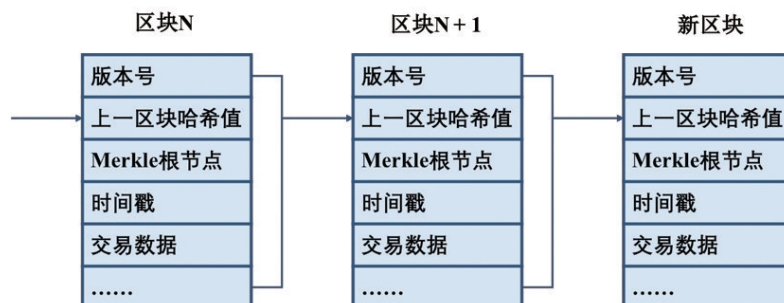 区块N
区块N + 1
新区块
版本号
版本号
版本号
上一区块哈希值
上一区块哈希值
上一区块哈希值
Merkle根节点
Merkle根节点
Merkle根节点
时间戳
时间戳
时间戳
交易数据
交易数据
交易数据
……
……
……